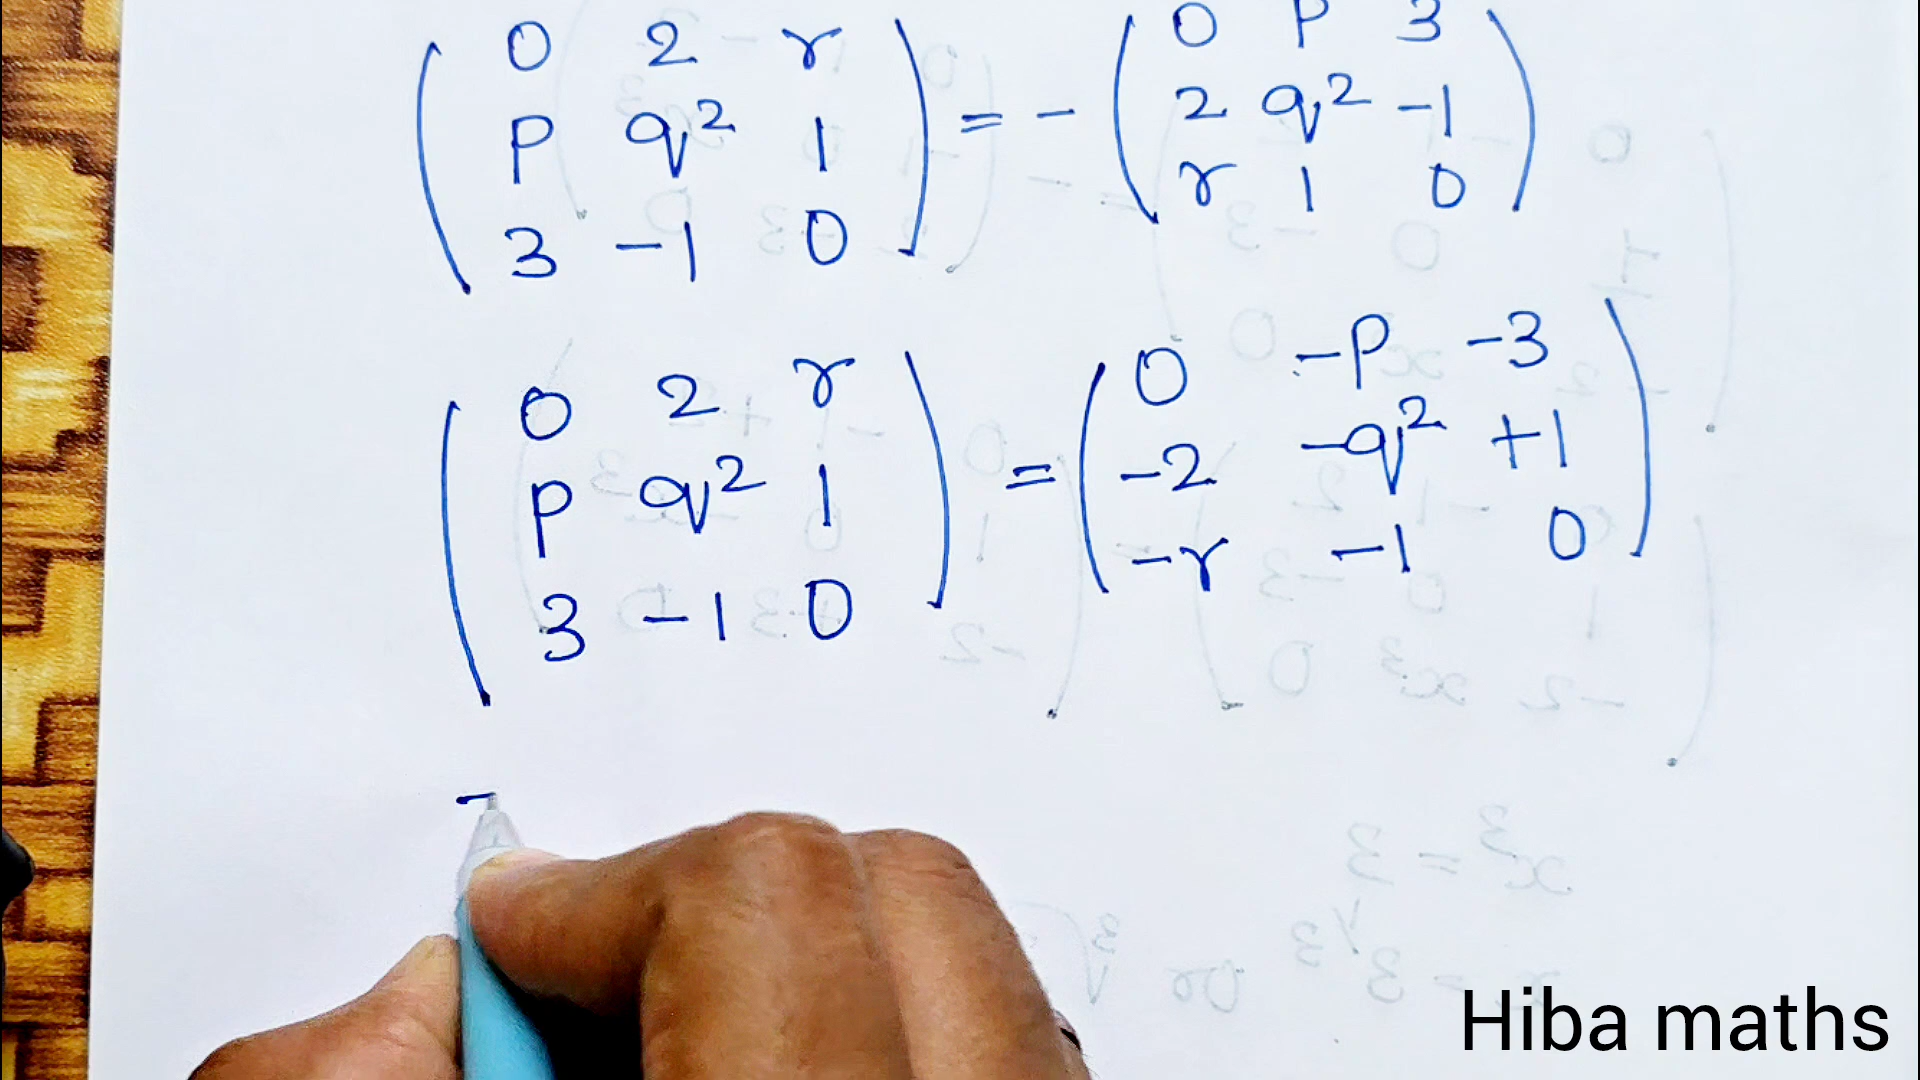 0 2 r 0 P 3
P q² 1 = - 2 q² -1
3 -1 0 r 1 0
0 2 r 0 -P -3
P q² 1 = -2 -q² +1
3 -1 0 -r -1 0
Hiba maths